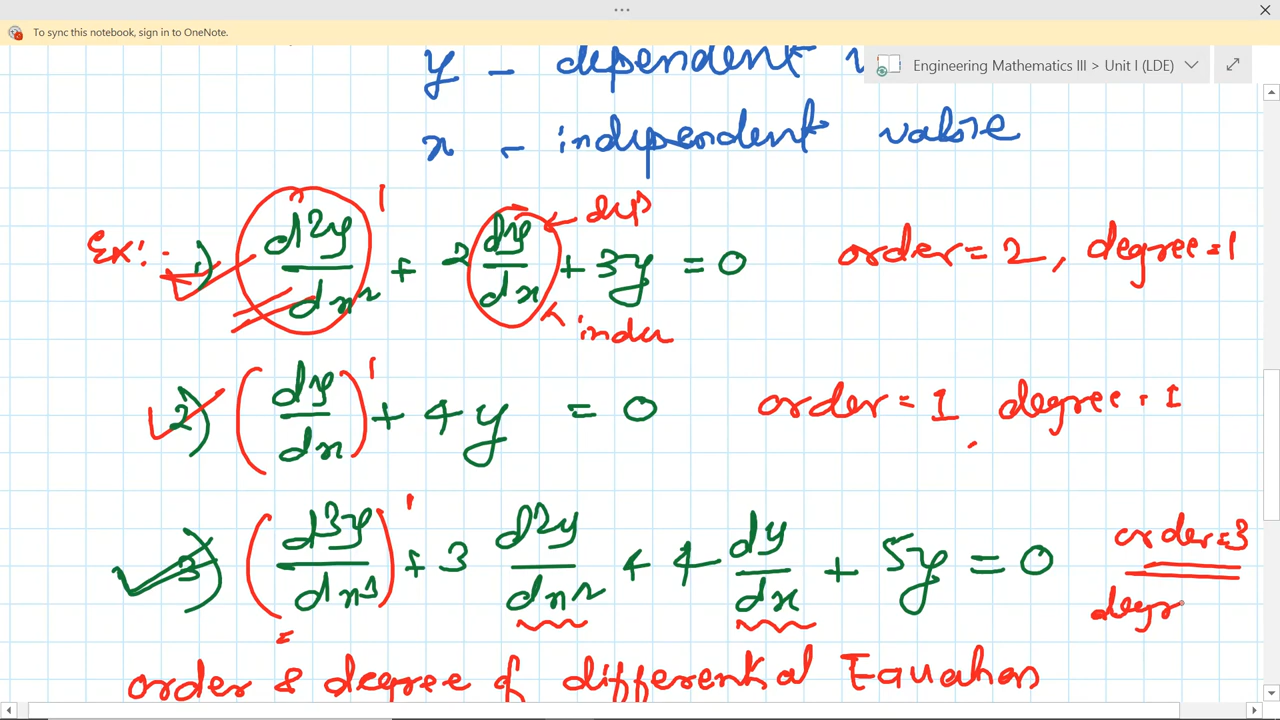 To sync this notebook, sign in to OneNote.
y - dependent
Engineering Mathematics III > Unit I (LDE)
x - independent value
Ex: 1) d²y/dx² + 2 dy/dx + 3y = 0 order = 2, degree = 1
2) (dy/dx)¹ + 4y = 0 order = 1, degree = 1
3) (d³y/dx³)¹ + 3 d²y/dx² + 4 dy/dx + 5y = 0 order = 3
degr
order & degree of differential Equation